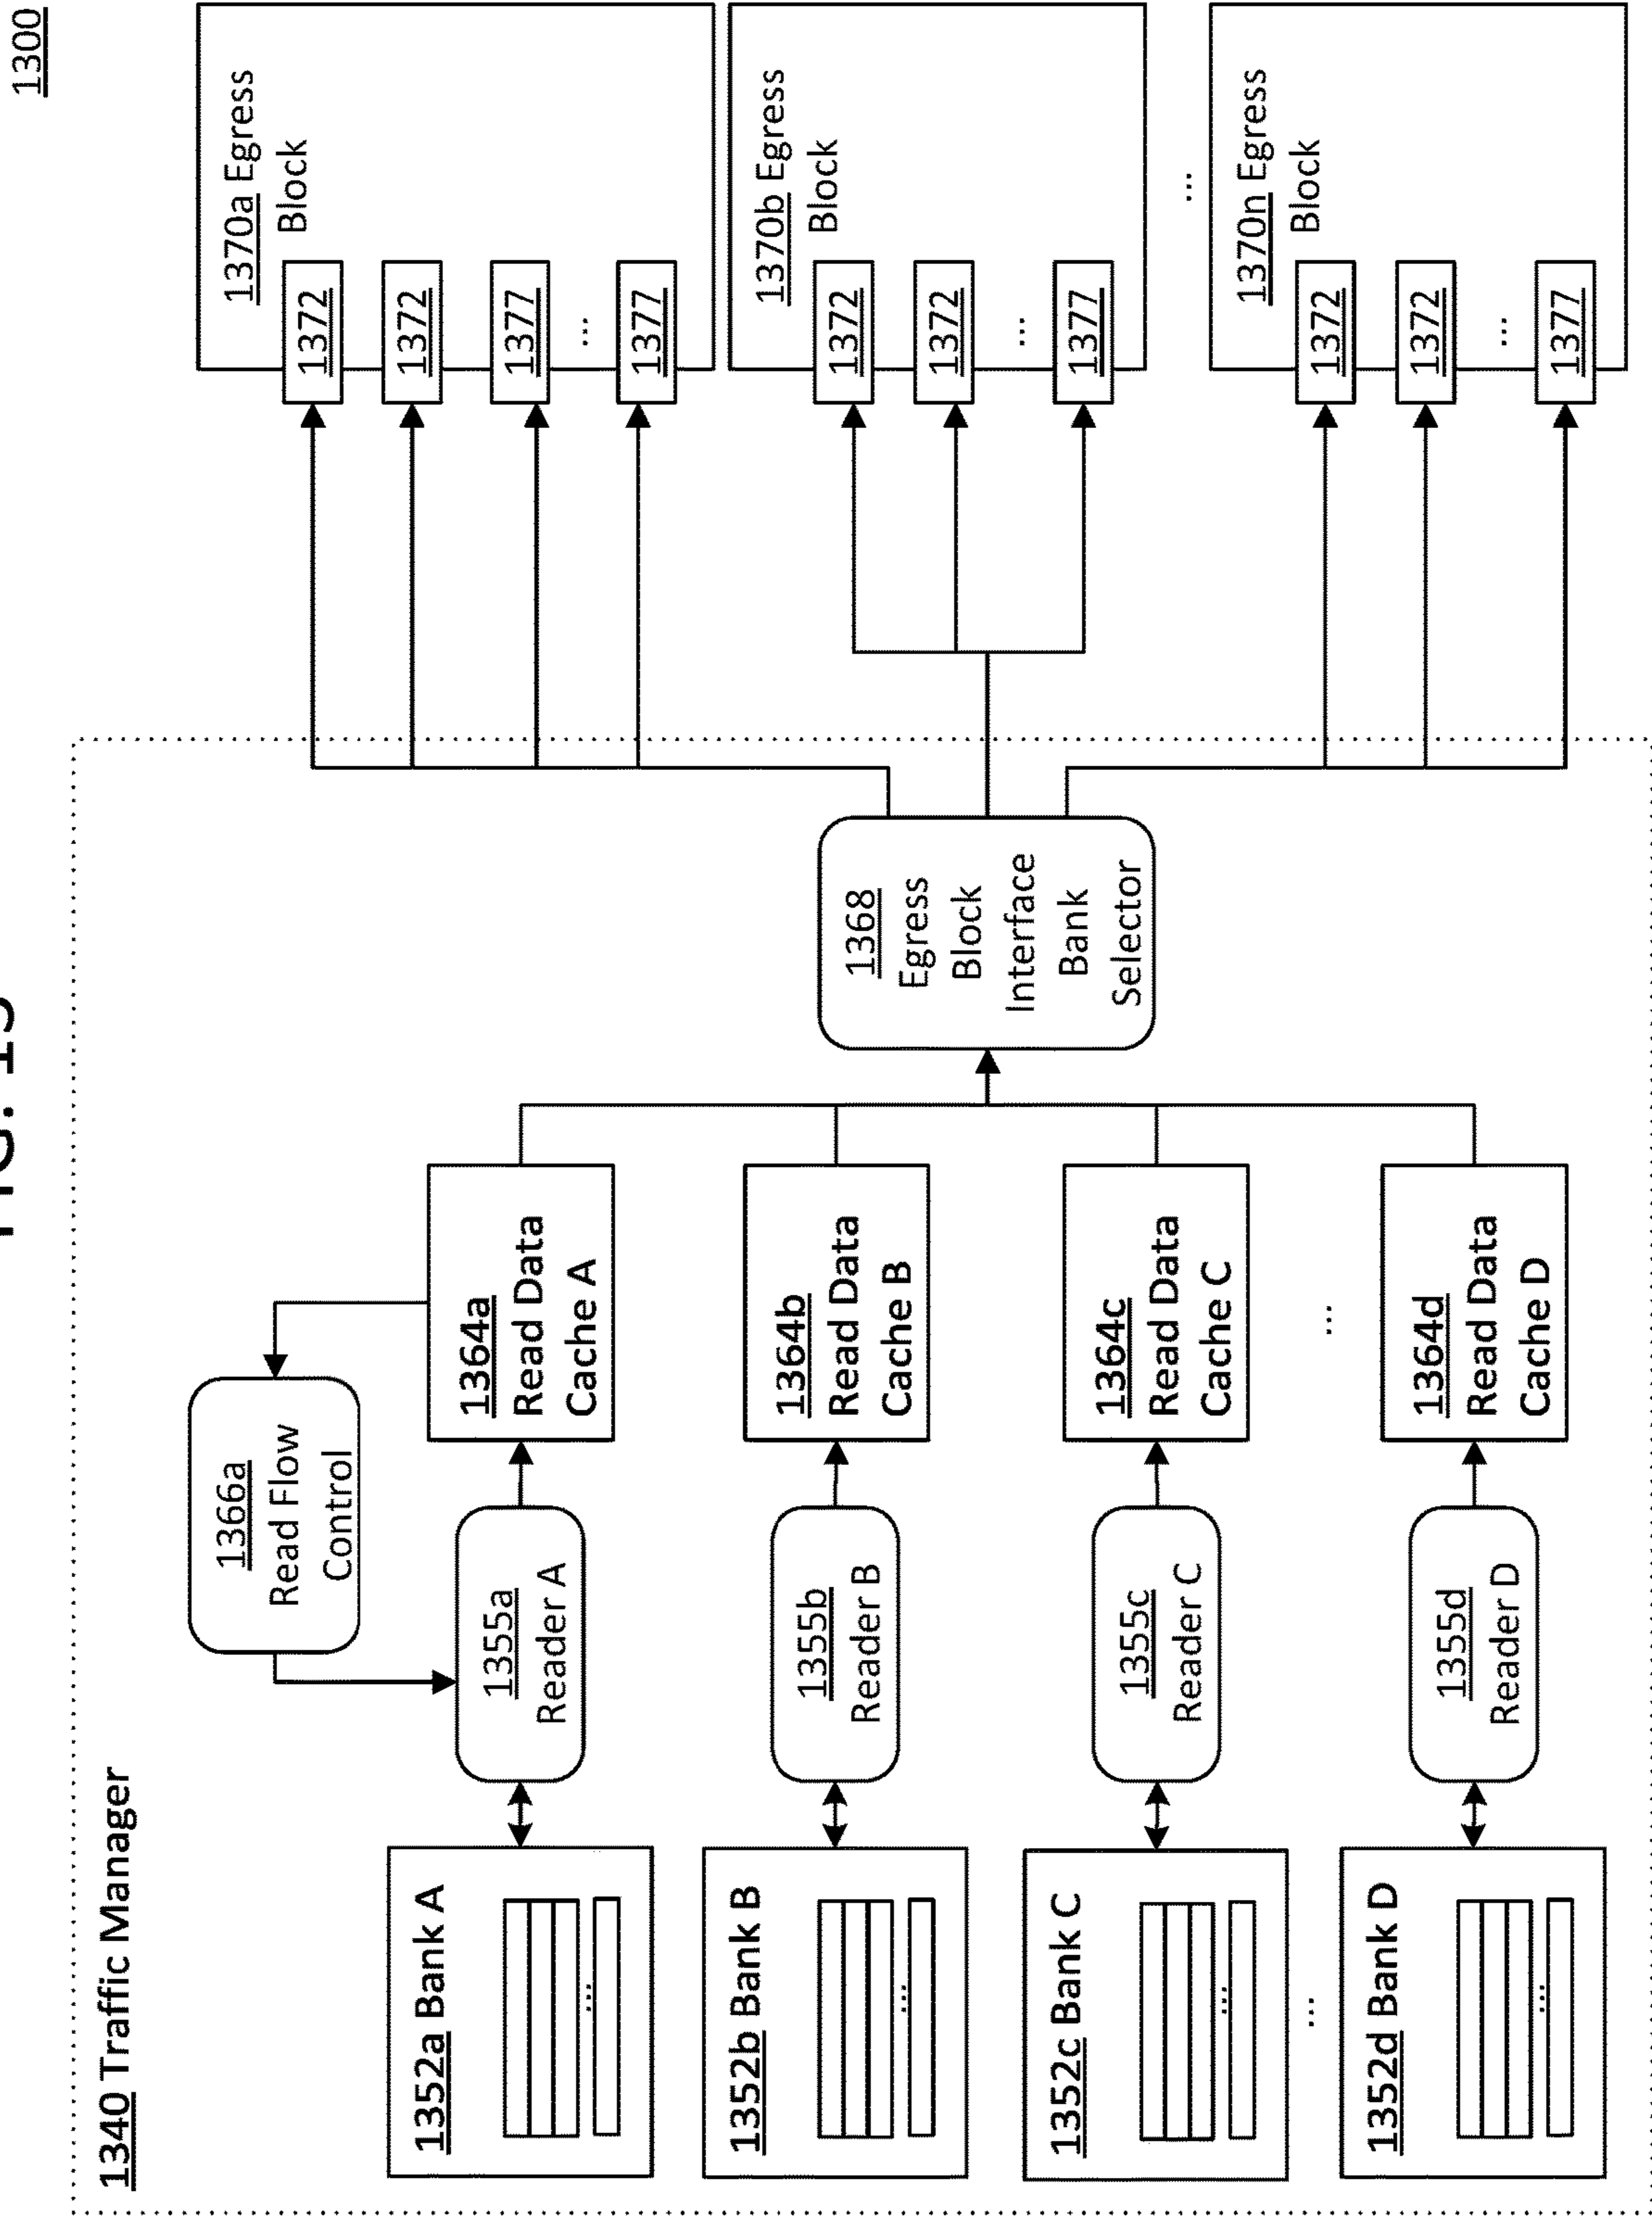 1300
1340 Traffic Manager
1366a
Read Flow
Control
1352a Bank A
...
1355a
Reader A
1364a
Read Data
Cache A
1352b Bank B
...
1355b
Reader B
1364b
Read Data
Cache B
1352c Bank C
...
1355c
Reader C
1364c
Read Data
Cache C
...
...
1352d Bank D
...
1355d
Reader D
1364d
Read Data
Cache D
1368
Egress
Block
Interface
Bank
Selector
1370a Egress
Block
1372
1372
1377
...
1377
1370b Egress
Block
1372
1372
...
1377
...
1370n Egress
Block
1372
1372
...
1377